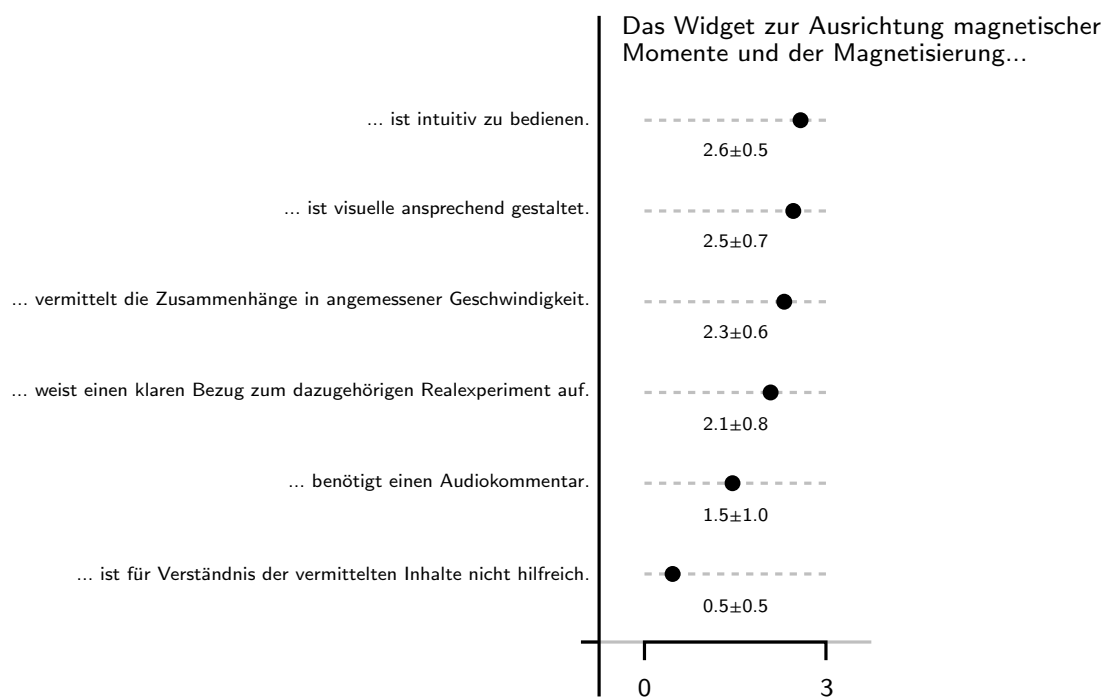 Das Widget zur Ausrichtung magnetischer
Momente und der Magnetisierung...
... ist intuitiv zu bedienen.
2.6±0.5
... ist visuelle ansprechend gestaltet.
2.5±0.7
... vermittelt die Zusammenhänge in angemessener Geschwindigkeit.
2.3±0.6
... weist einen klaren Bezug zum dazugehörigen Realexperiment auf.
2.1±0.8
... benötigt einen Audiokommentar.
1.5±1.0
... ist für Verständnis der vermittelten Inhalte nicht hilfreich.
0.5±0.5
0 3